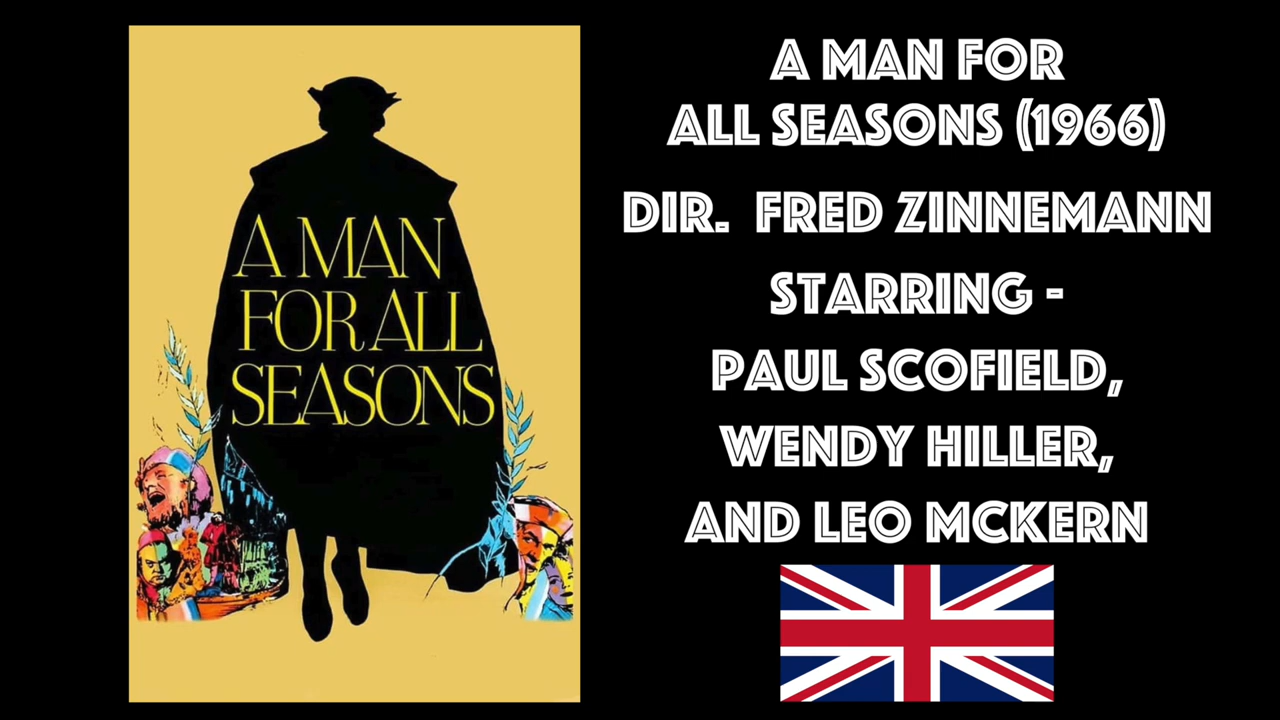 A MAN
FOR ALL
SEASONS
A MAN FOR
ALL SEASONS (1966)
DIR. FRED ZINNEMANN
STARRING -
PAUL SCOFIELD,
WENDY HILLER,
AND LEO MCKERN